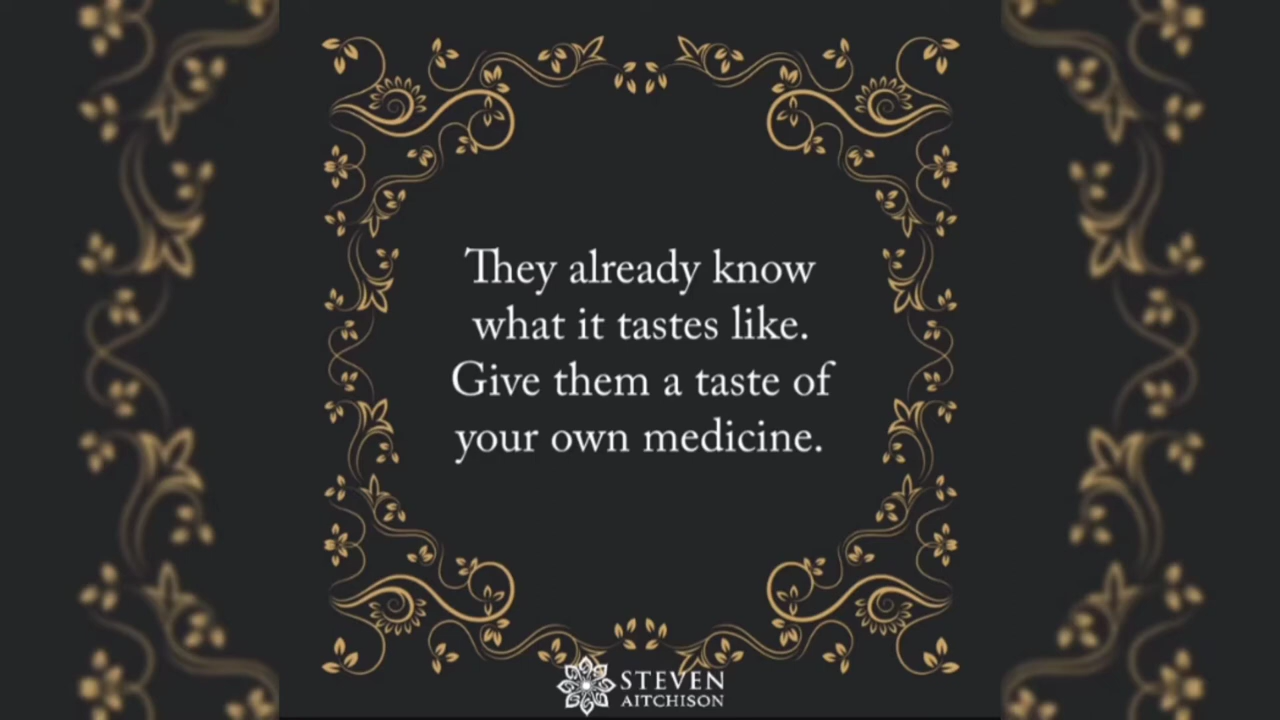 They already know
what it tastes like.
Give them a taste of
your own medicine.
STEVEN
AITCHISON